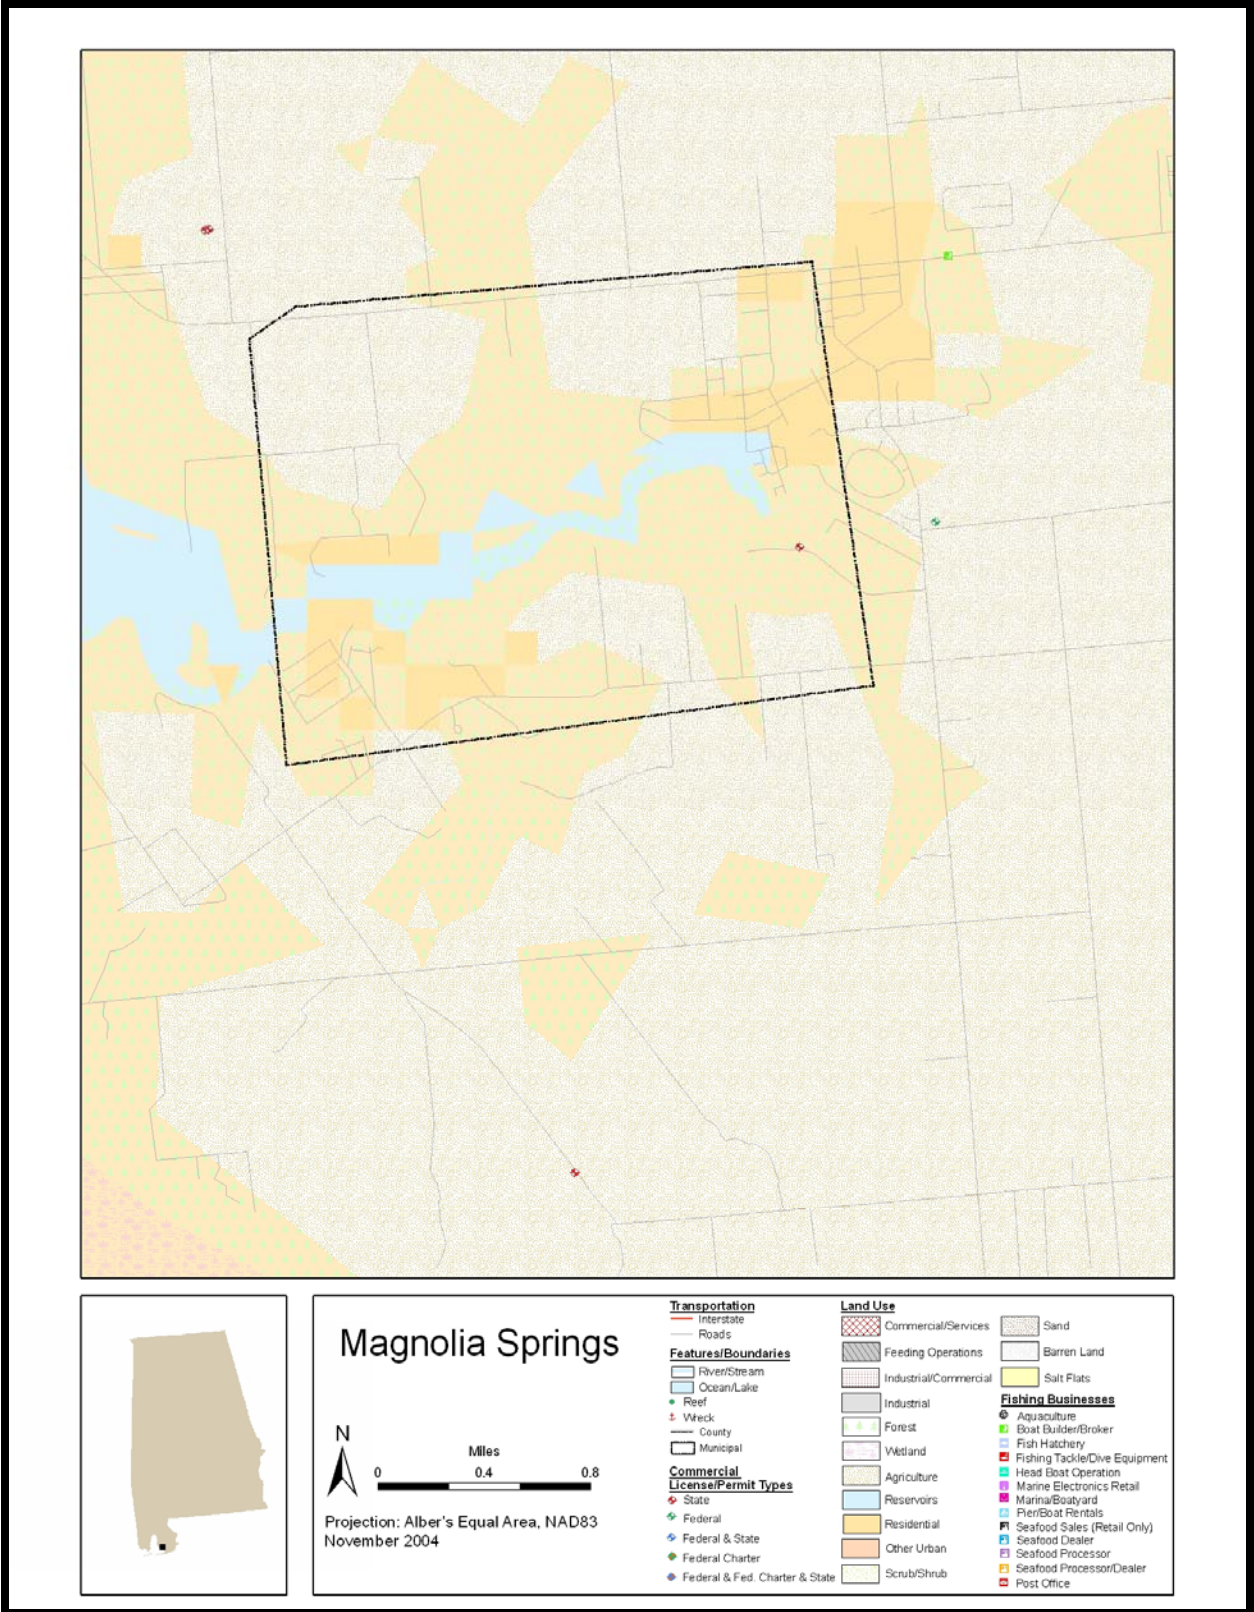 Magnolia Springs
N
Miles
0 0.4 0.8
Projection: Alber's Equal Area, NAD83
November 2004
Transportation
Interstate
Roads
Features/Boundaries
River/Stream
Ocean/Lake
Reef
Wreck
County
Municipal
Commercial
License/Permit Types
State
Federal
Federal & State
Federal Charter
Federal & Fed. Charter & State
Land Use
Commercial/Services
Feeding Operations
Industrial/Commercial
Industrial
Forest
Wetland
Agriculture
Reservoirs
Residential
Other Urban
Scrub/Shrub
Sand
Barren Land
Salt Flats
Fishing Businesses
Aquaculture
Boat Builder/Broker
Fish Hatchery
Fishing Tackle/Dive Equipment
Head Boat Operation
Marine Electronics Retail
Marina/Boatyard
Pier/Boat Rentals
Seafood Sales (Retail Only)
Seafood Dealer
Seafood Processor
Seafood Processor/Dealer
Post Office